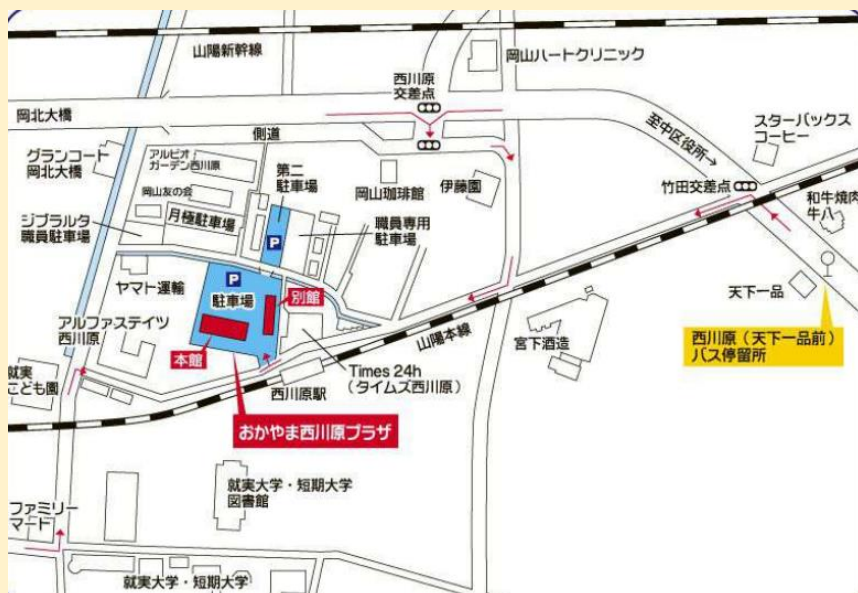 山陽新幹線
岡山ハートクリニック
西川原
交差点
岡北大橋
側道
至中区役所→
スターバックス
コーヒー
グランコート
岡北大橋
アルビオ
ガーデン西川原
第二
駐車場
岡山珈琲館
伊藤園
竹田交差点
岡山友の会
月極駐車場
職員専用
駐車場
和牛焼肉
牛八
ジブラルタ
職員駐車場
P
P
ヤマト運輸
駐車場
別館
天下一品
アルファステイツ
西川原
山陽本線
宮下酒造
西川原（天下一品前）
バス停留所
本館
Times 24h
（タイムズ西川原）
就実
こども園
西川原駅
おかやま西川原プラザ
就実大学・短期大学
図書館
ファミリー
マート
就実大学・短期大学